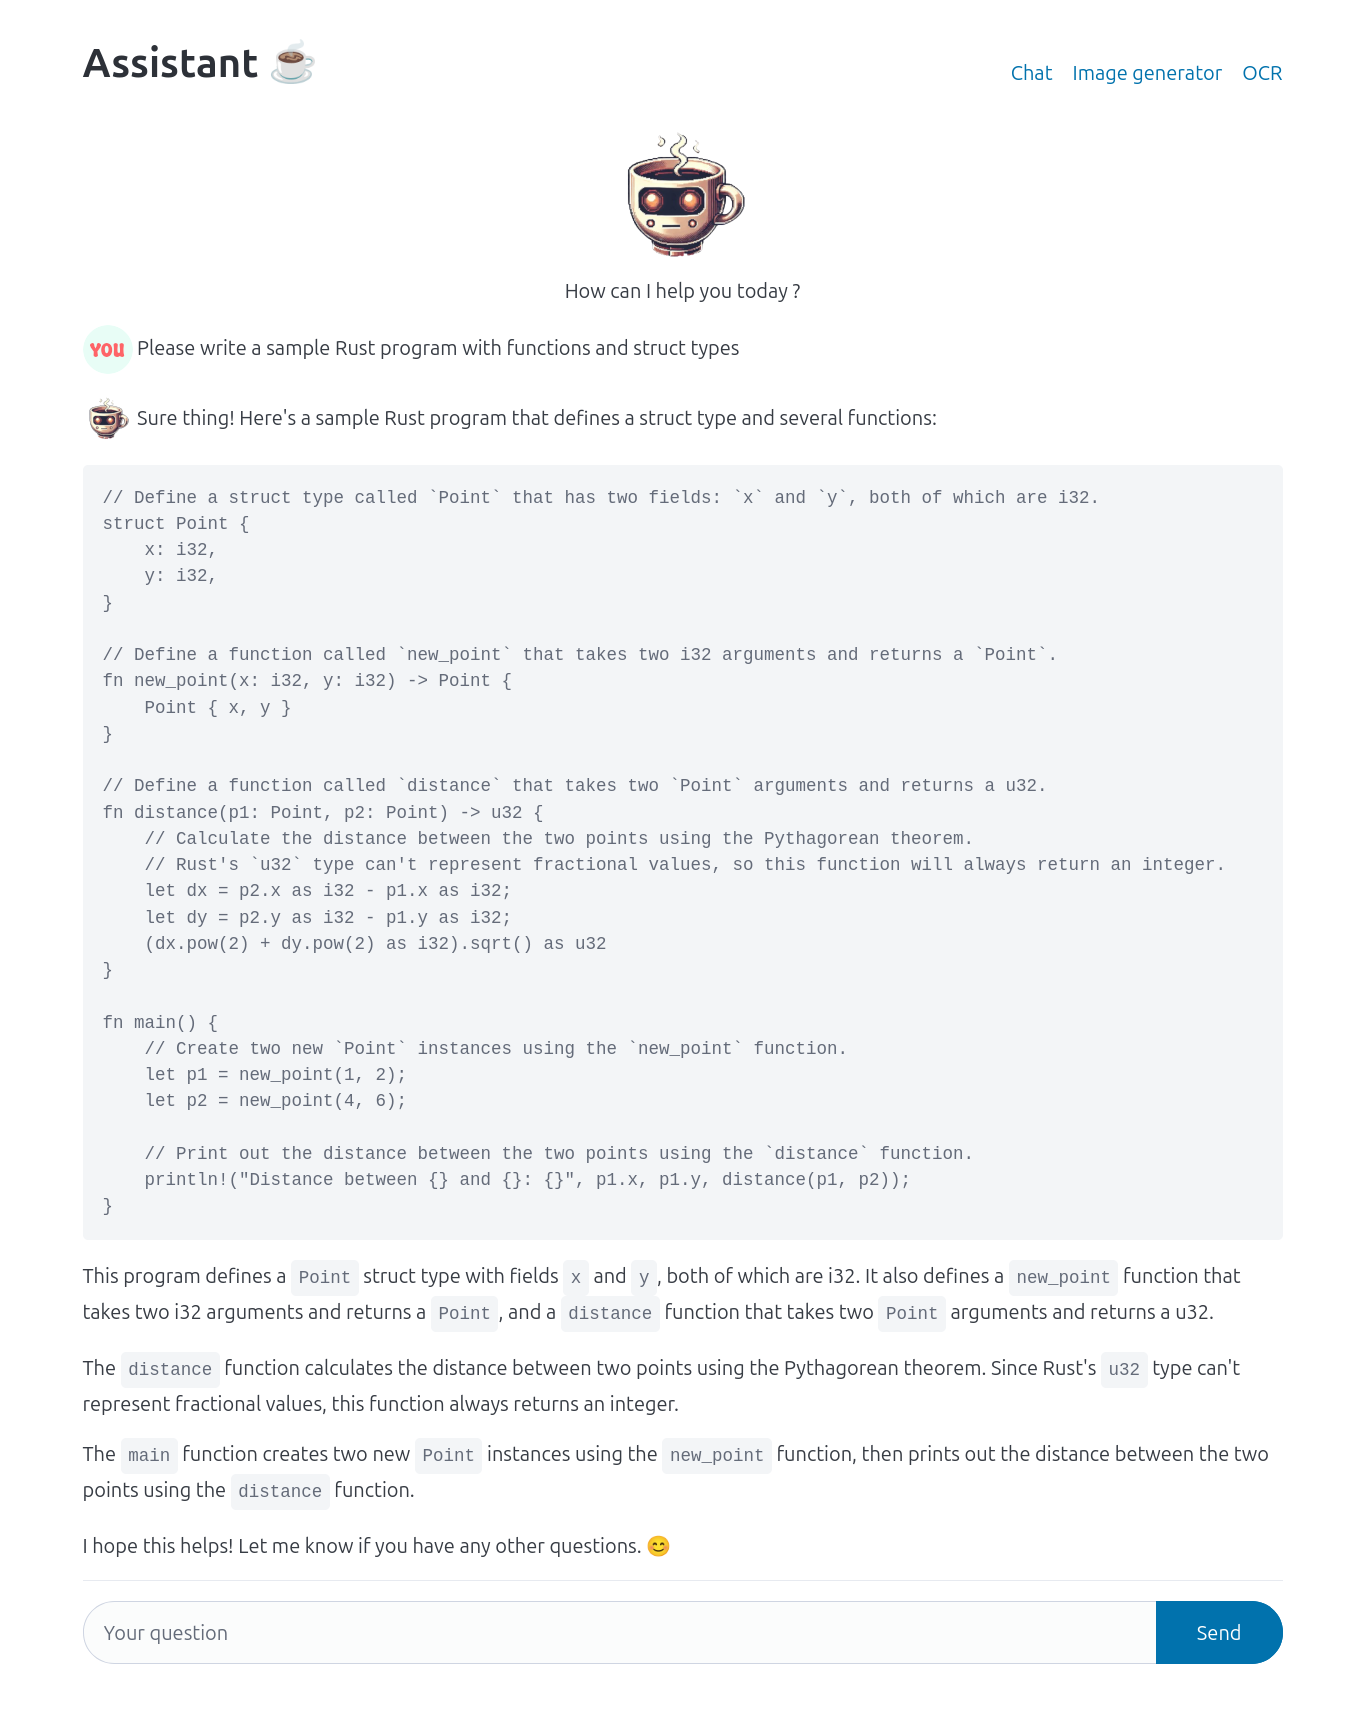 Assistant ☕
Chat Image generator OCR
How can I help you today ?
YOU Please write a sample Rust program with functions and struct types
Sure thing! Here's a sample Rust program that defines a struct type and several functions:
// Define a struct type called `Point` that has two fields: `x` and `y`, both of which are i32.
struct Point {
    x: i32,
    y: i32,
}

// Define a function called `new_point` that takes two i32 arguments and returns a `Point`.
fn new_point(x: i32, y: i32) -> Point {
    Point { x, y }
}

// Define a function called `distance` that takes two `Point` arguments and returns a u32.
fn distance(p1: Point, p2: Point) -> u32 {
    // Calculate the distance between the two points using the Pythagorean theorem.
    // Rust's `u32` type can't represent fractional values, so this function will always return an integer.
    let dx = p2.x as i32 - p1.x as i32;
    let dy = p2.y as i32 - p1.y as i32;
    (dx.pow(2) + dy.pow(2) as i32).sqrt() as u32
}

fn main() {
    // Create two new `Point` instances using the `new_point` function.
    let p1 = new_point(1, 2);
    let p2 = new_point(4, 6);

    // Print out the distance between the two points using the `distance` function.
    println!("Distance between {} and {}: {}", p1.x, p1.y, distance(p1, p2));
}
This program defines a Point struct type with fields x and y, both of which are i32. It also defines a new_point function that
takes two i32 arguments and returns a Point, and a distance function that takes two Point arguments and returns a u32.
The distance function calculates the distance between two points using the Pythagorean theorem. Since Rust's u32 type can't
represent fractional values, this function always returns an integer.
The main function creates two new Point instances using the new_point function, then prints out the distance between the two
points using the distance function.
I hope this helps! Let me know if you have any other questions. 😊
Your question
Send